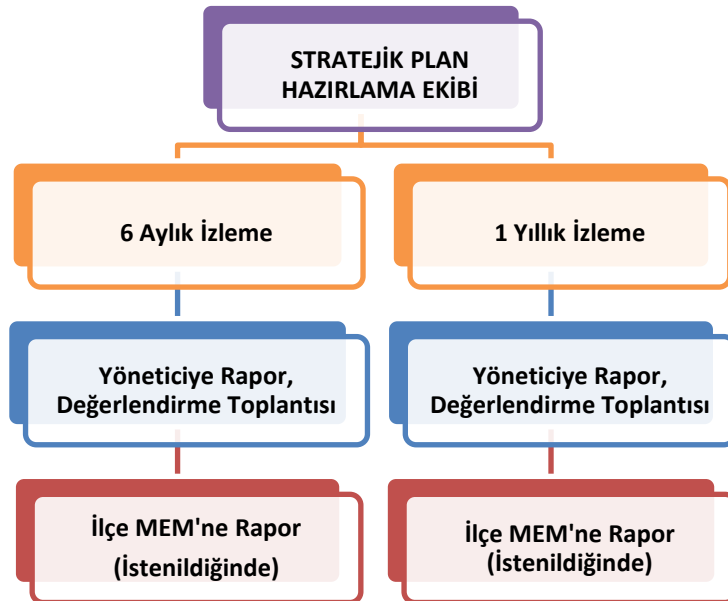 STRATEJİK PLAN
HAZIRLAMA EKİBİ
6 Aylık İzleme
1 Yıllık İzleme
Yöneticiye Rapor,
Değerlendirme Toplantısı
Yöneticiye Rapor,
Değerlendirme Toplantısı
İlçe MEM'ne Rapor
(İstenildiğinde)
İlçe MEM'ne Rapor
(İstenildiğinde)